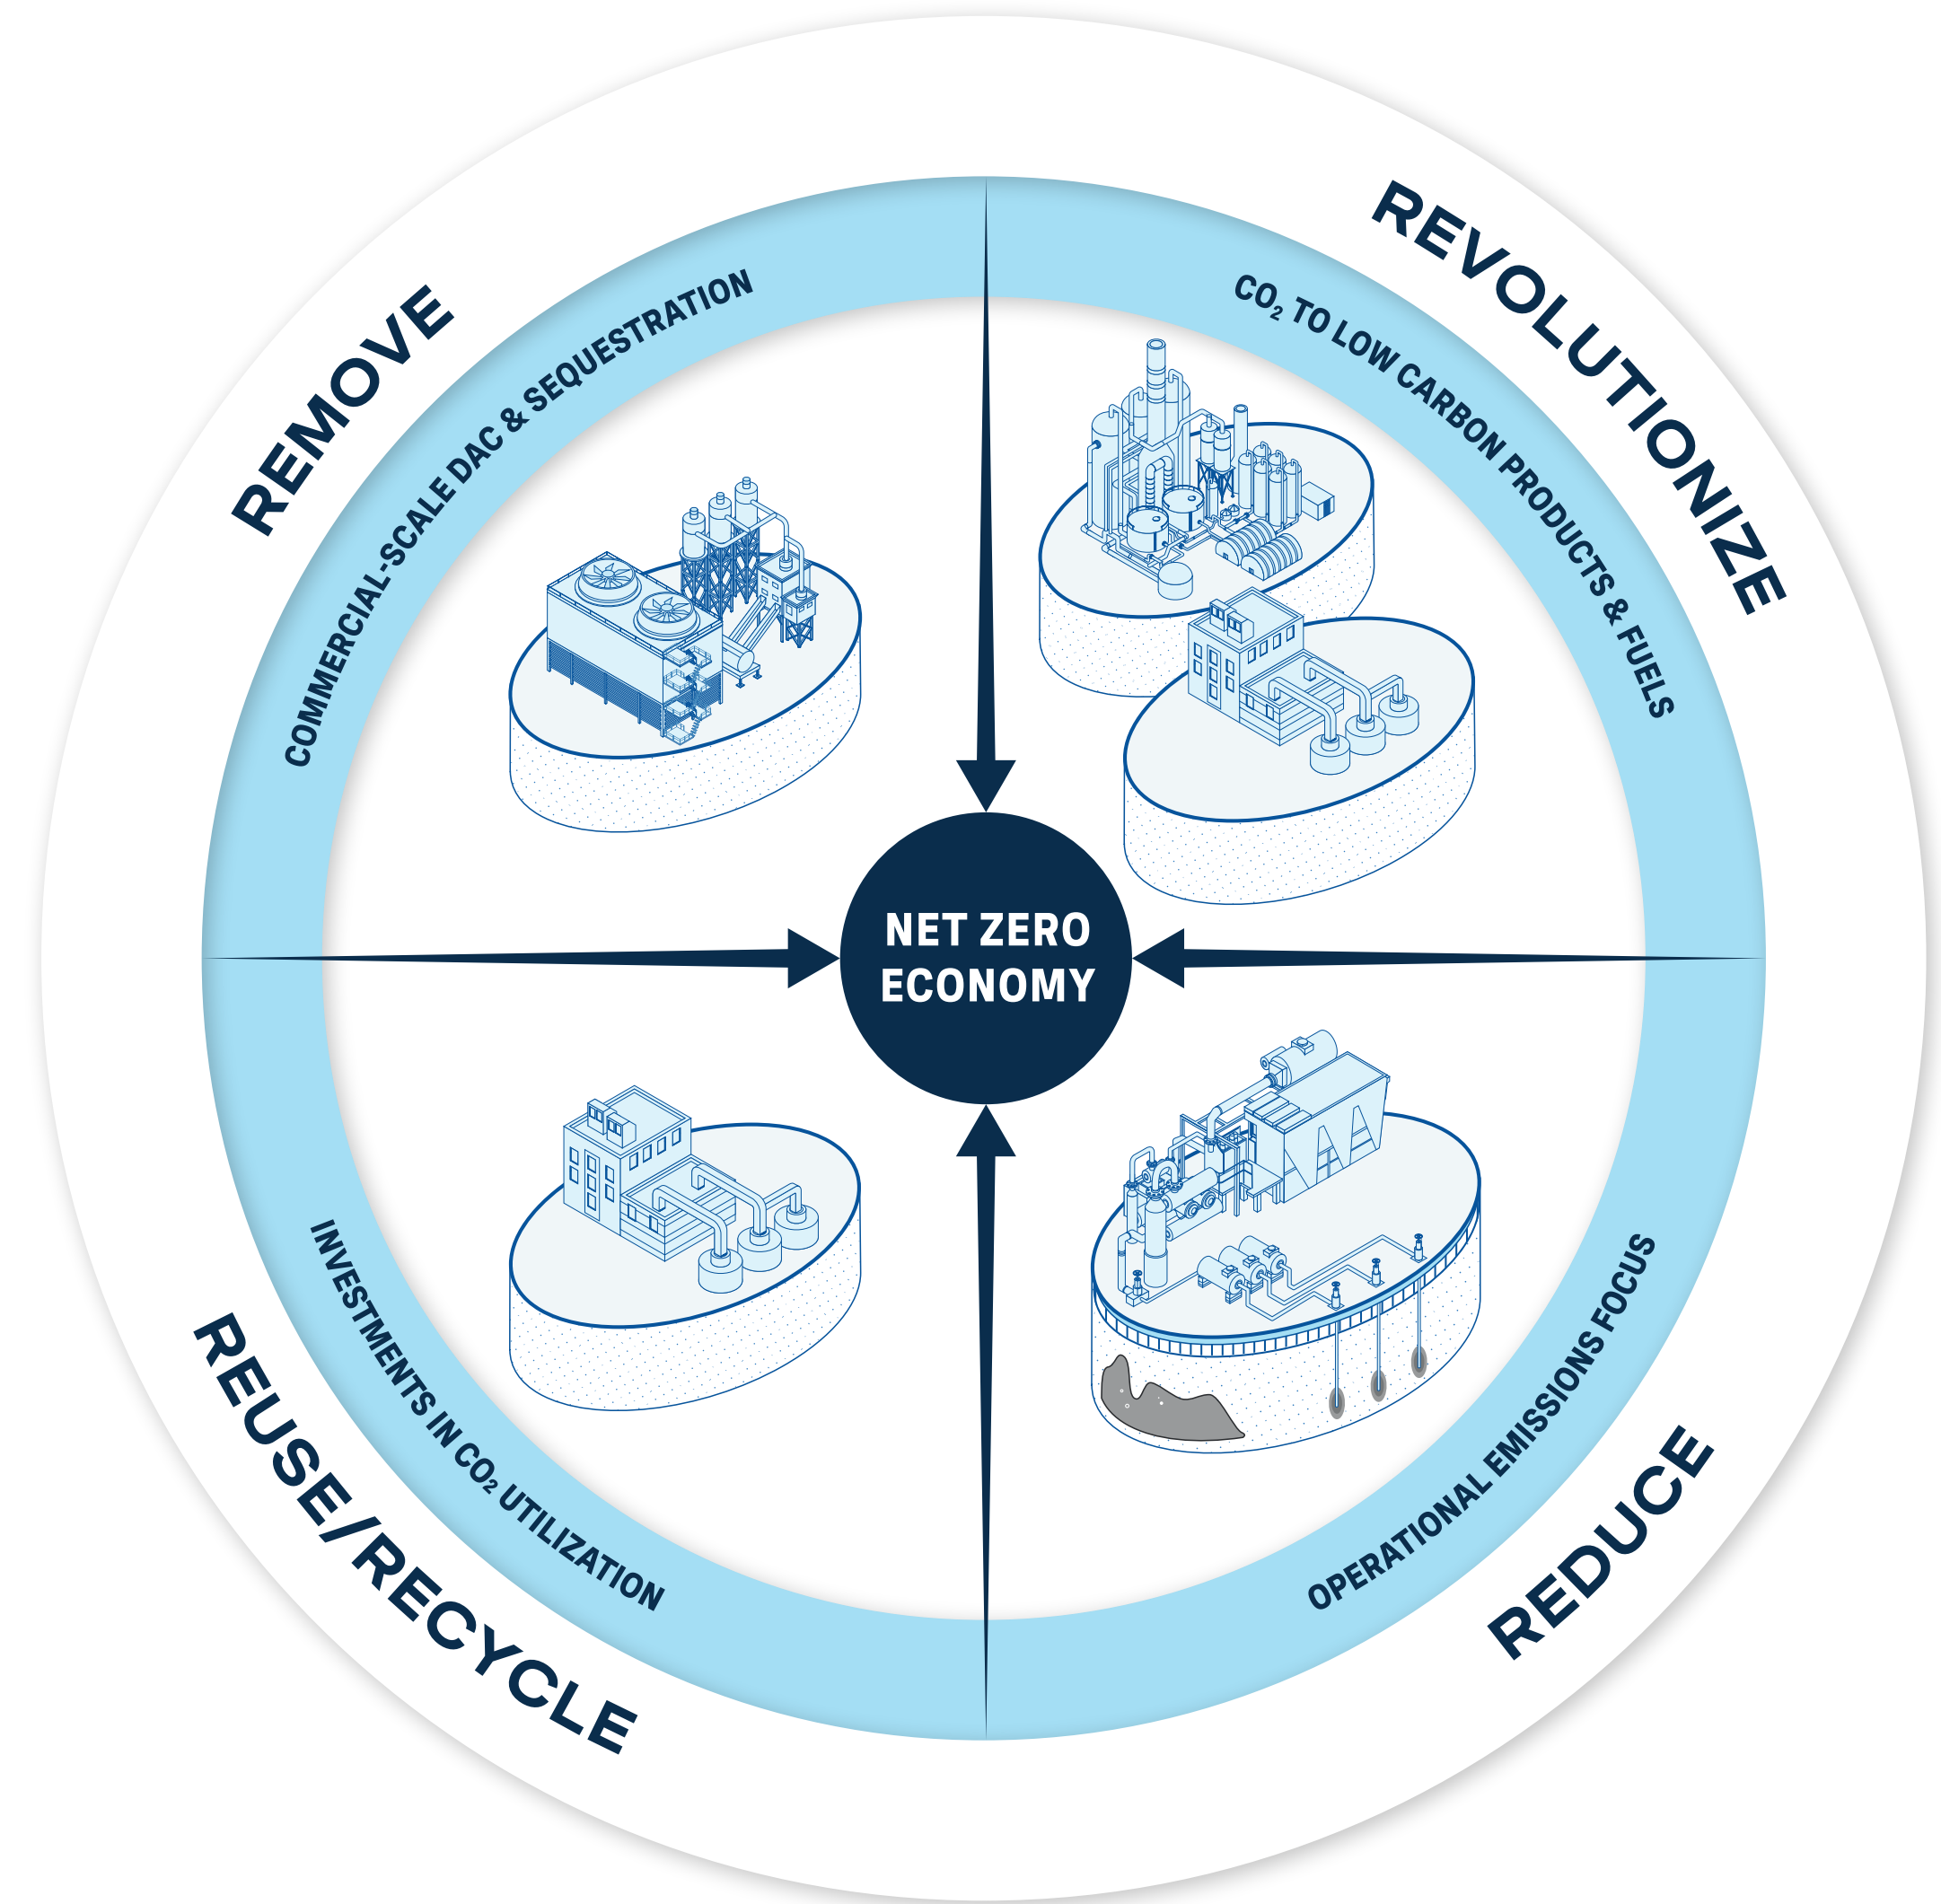 REMOVE
COMMERCIAL-SCALE DAC & SEQUESTRATION
REVOLUTIONIZE
CO₂ TO LOW CARBON PRODUCTS & FUELS
NET ZERO
ECONOMY
REUSE/RECYCLE
INVESTMENTS IN CO₂ UTILIZATION
REDUCE
OPERATIONAL EMISSIONS FOCUS